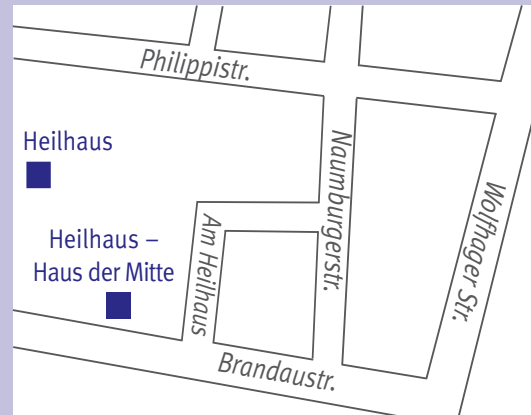 Philippistr.
Heilhaus
Naumburgerstr.
Wolfhager Str.
Am Heilhaus
Heilhaus –
Haus der Mitte
Brandaustr.